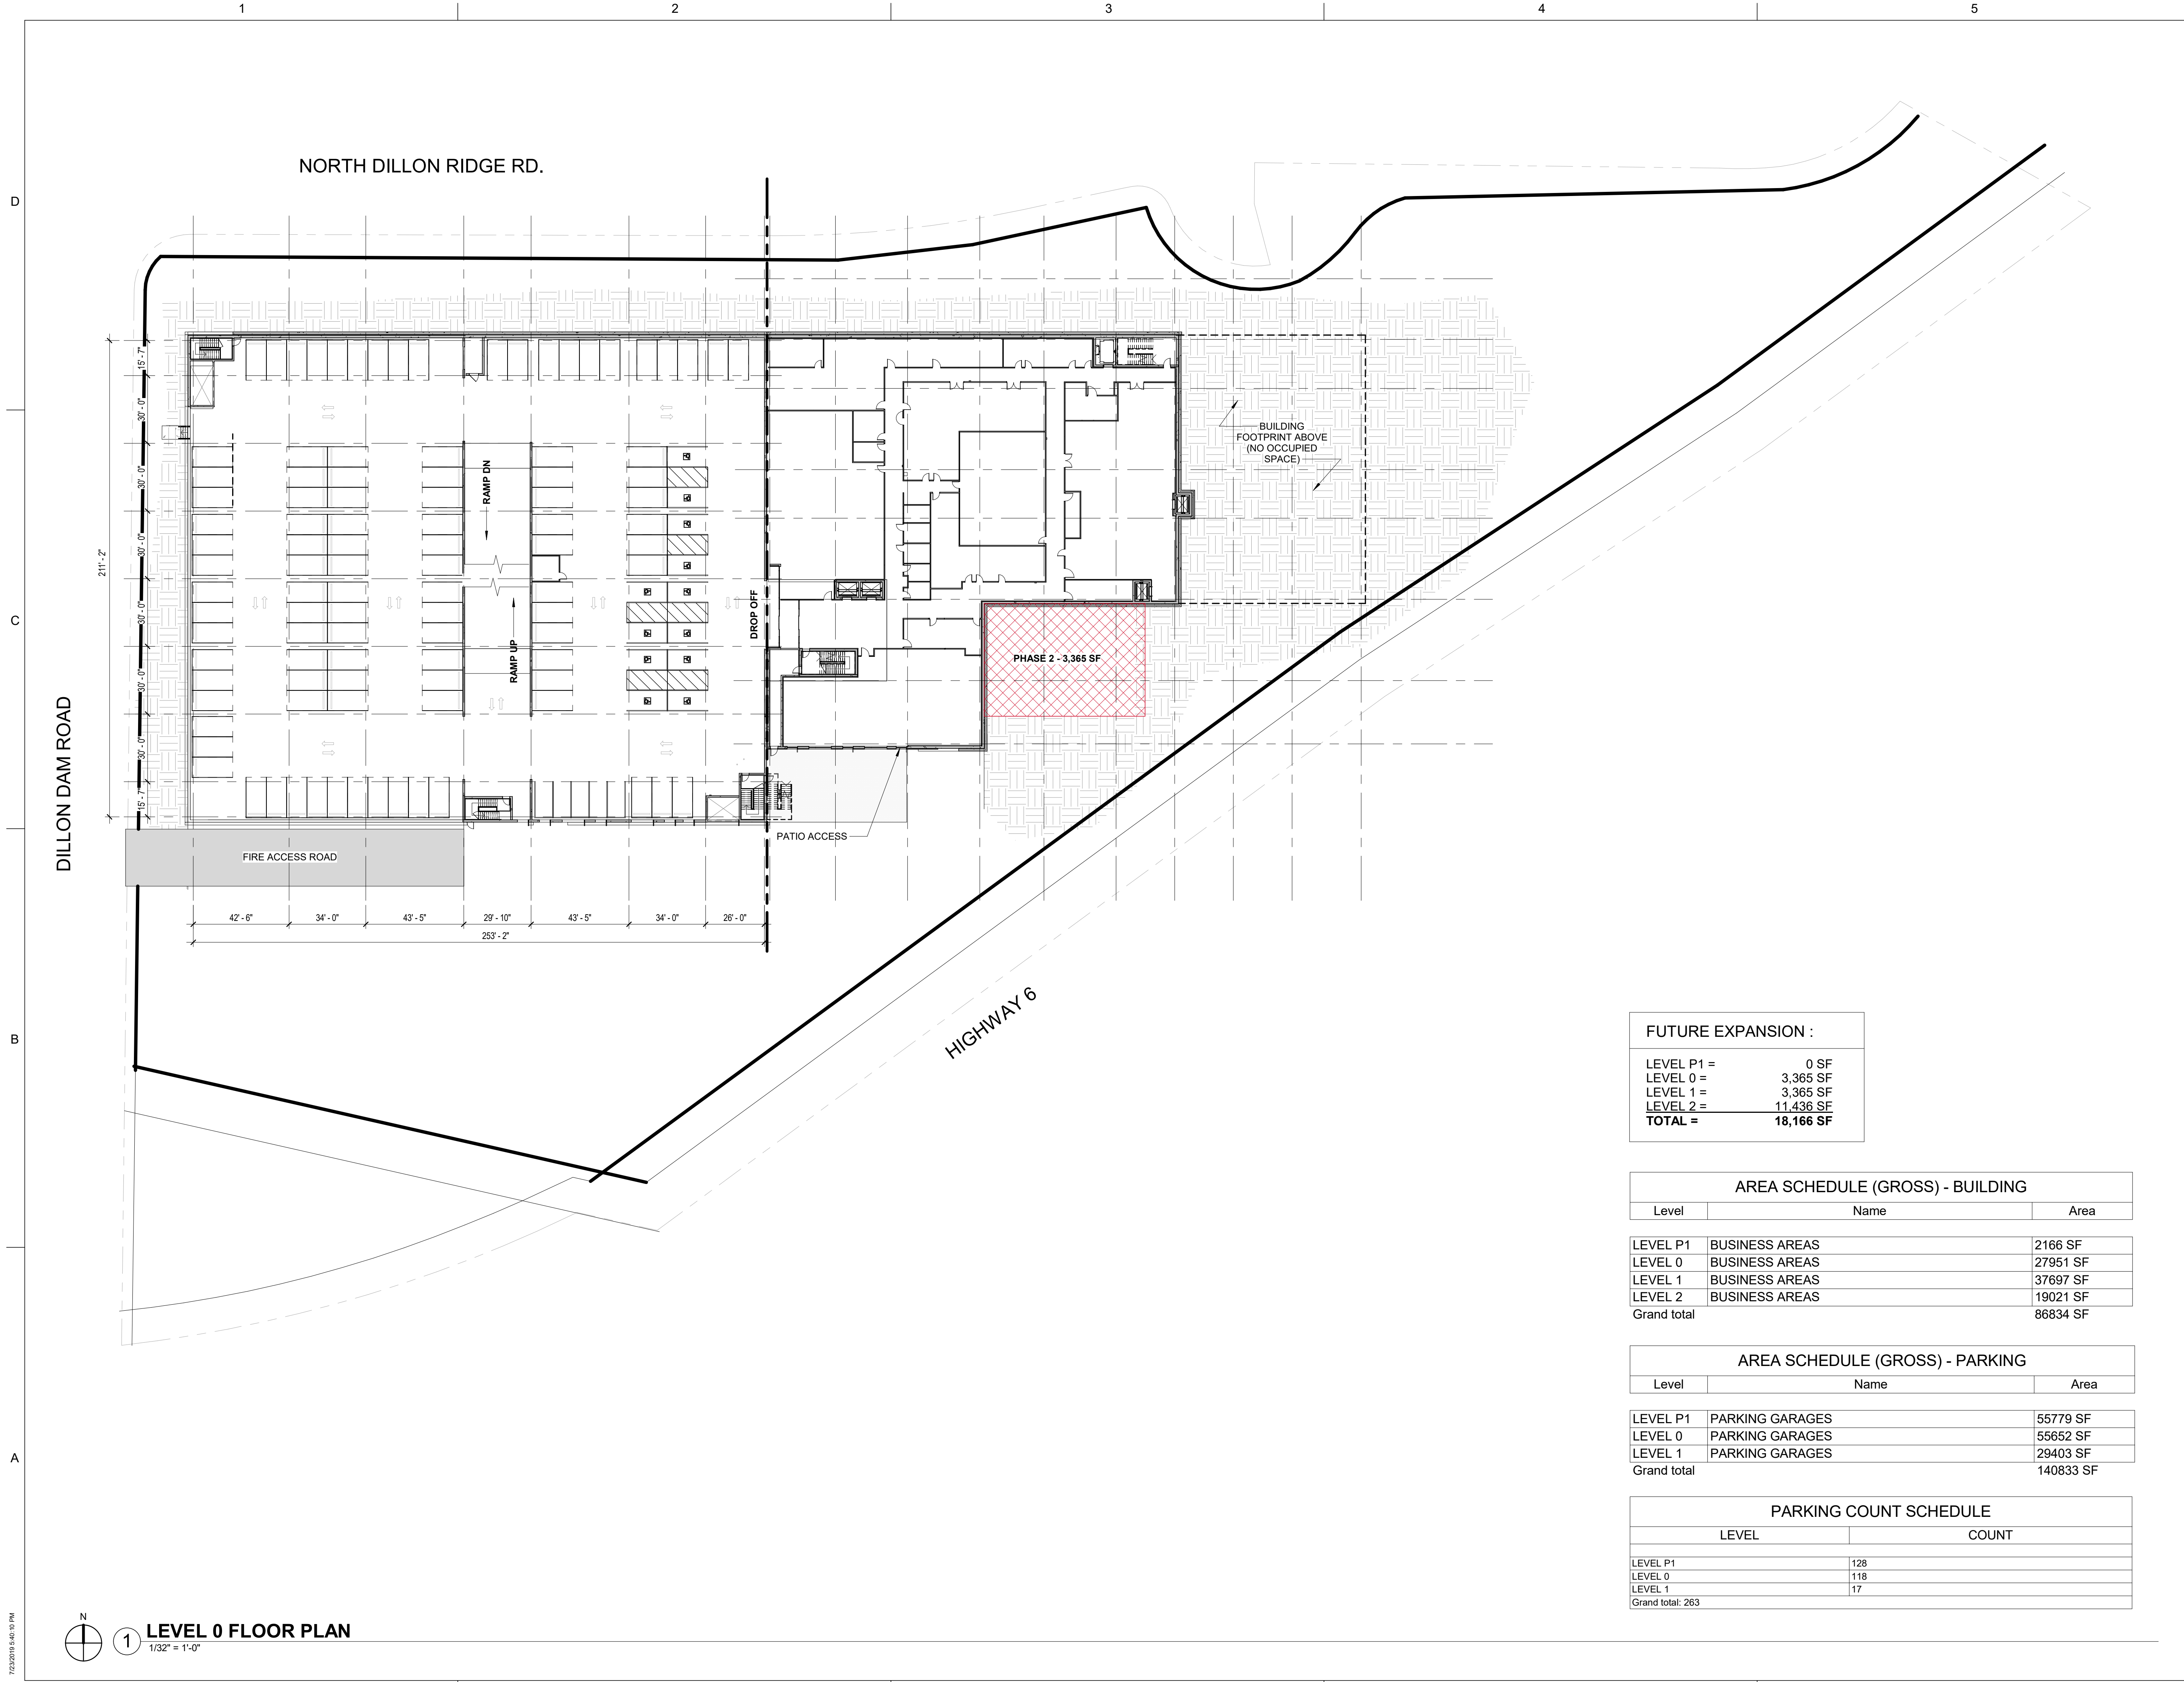 1
2
3
4
5
D
C
B
A
NORTH DILLON RIDGE RD.
15' - 7"
30' - 0"
30' - 0"
30' - 0"
30' - 0"
30' - 0"
30' - 0"
15' - 7"
211' - 2"
RAMP DN
RAMP UP
DROP OFF
BUILDING
FOOTPRINT ABOVE
(NO OCCUPIED
SPACE)
PHASE 2 - 3,365 SF
DILLON DAM ROAD
PATIO ACCESS
FIRE ACCESS ROAD
42' - 6"
34' - 0"
43' - 5"
29' - 10"
43' - 5"
34' - 0"
26' - 0"
253' - 2"
HIGHWAY 6
FUTURE EXPANSION :
LEVEL P1 = 0 SF
LEVEL 0 = 3,365 SF
LEVEL 1 = 3,365 SF
LEVEL 2 = 11,436 SF
TOTAL = 18,166 SF
AREA SCHEDULE (GROSS) - BUILDING
Level Name Area
LEVEL P1 BUSINESS AREAS 2166 SF
LEVEL 0 BUSINESS AREAS 27951 SF
LEVEL 1 BUSINESS AREAS 37697 SF
LEVEL 2 BUSINESS AREAS 19021 SF
Grand total 86834 SF
AREA SCHEDULE (GROSS) - PARKING
Level Name Area
LEVEL P1 PARKING GARAGES 55779 SF
LEVEL 0 PARKING GARAGES 55652 SF
LEVEL 1 PARKING GARAGES 29403 SF
Grand total 140833 SF
PARKING COUNT SCHEDULE
LEVEL COUNT
LEVEL P1 128
LEVEL 0 118
LEVEL 1 17
Grand total: 263
N
1
LEVEL 0 FLOOR PLAN
1/32" = 1'-0"
7/23/2019 5:40:10 PM